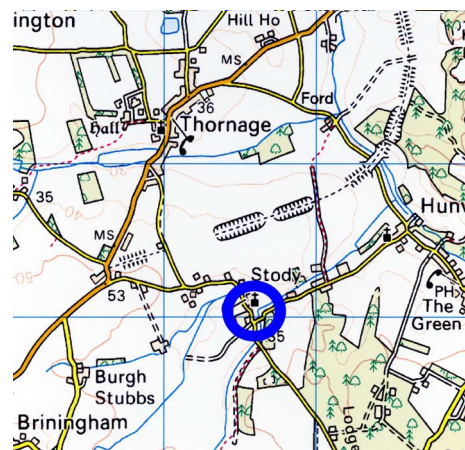 ington
Hill Ho
MS
36
Ford
Hall
Thornage
35
MS
Hun
53
Stody
PH
The
Green
35
Burgh
Stubbs
Lodge
Briningham